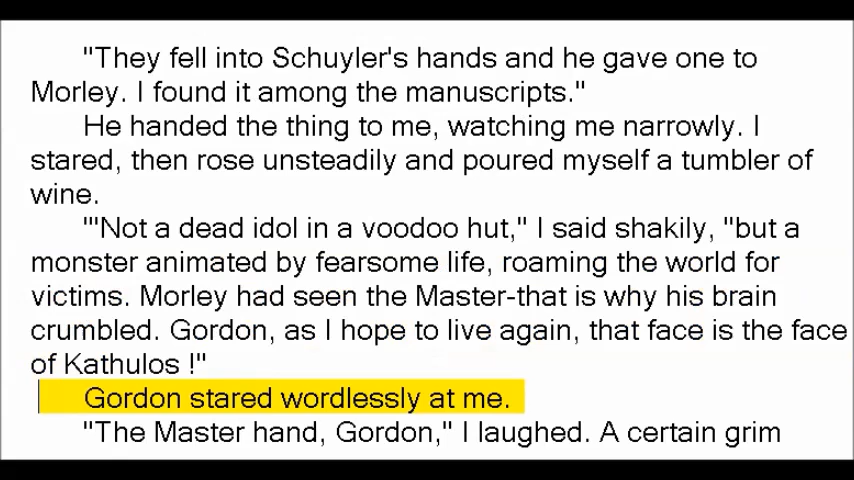 "They fell into Schuyler's hands and he gave one to
Morley. I found it among the manuscripts."
He handed the thing to me, watching me narrowly. I
stared, then rose unsteadily and poured myself a tumbler of
wine.
"'Not a dead idol in a voodoo hut," I said shakily, "but a
monster animated by fearsome life, roaming the world for
victims. Morley had seen the Master-that is why his brain
crumbled. Gordon, as I hope to live again, that face is the face
of Kathulos !"
Gordon stared wordlessly at me.
"The Master hand, Gordon," I laughed. A certain grim